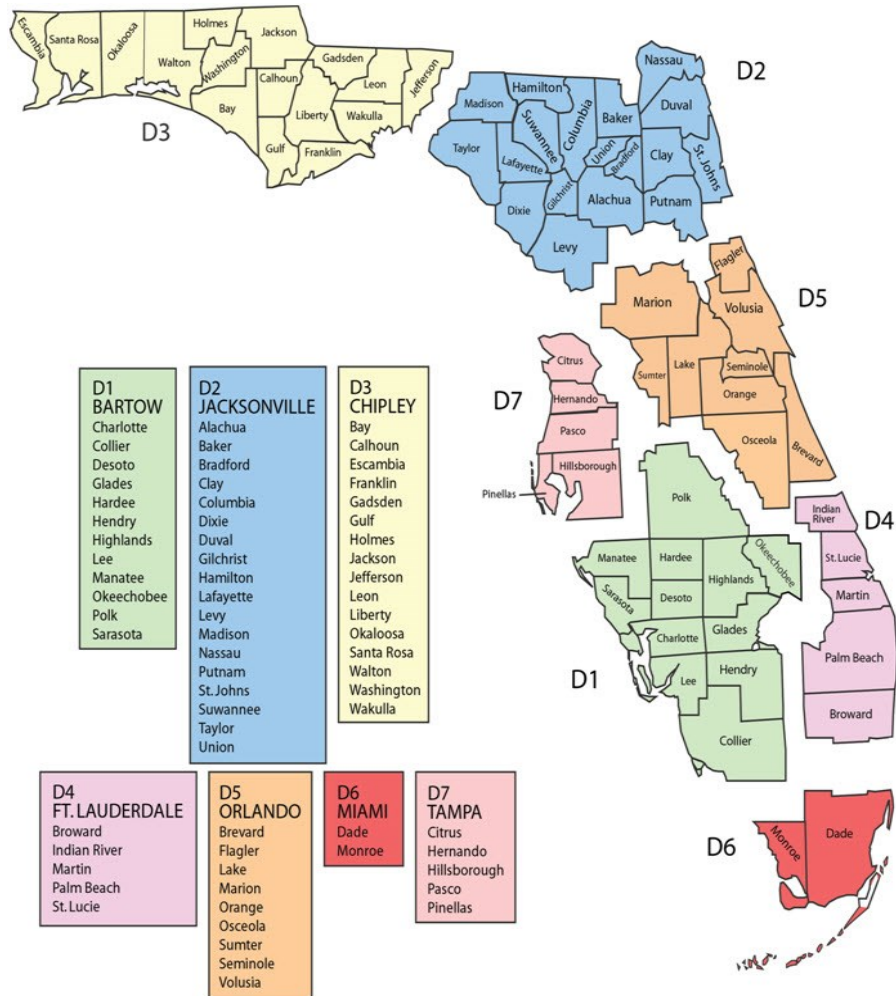 Escambia
Santa Rosa
Okaloosa
Walton
Holmes
Washington
Jackson
Bay
Calhoun
Gulf
Liberty
Franklin
Gadsden
Leon
Wakulla
Jefferson
D3
Nassau
D2
Madison
Hamilton
Suwannee
Columbia
Baker
Duval
Taylor
Lafayette
Union
Bradford
Clay
St. Johns
Dixie
Gilchrist
Alachua
Putnam
Levy
Flagler
Marion
Volusia
D5
Sumter
Lake
Seminole
Orange
Osceola
Brevard
Citrus
D7
Hernando
Pasco
Hillsborough
Pinellas
Polk
Manatee
Hardee
Highlands
Okeechobee
Sarasota
Desoto
Charlotte
Glades
Lee
Hendry
Collier
D1
Indian
River
D4
St. Lucie
Martin
Palm Beach
Broward
Monroe
Dade
D6
D1
BARTOW
Charlotte
Collier
Desoto
Glades
Hardee
Hendry
Highlands
Lee
Manatee
Okeechobee
Polk
Sarasota
D2
JACKSONVILLE
Alachua
Baker
Bradford
Clay
Columbia
Dixie
Duval
Gilchrist
Hamilton
Lafayette
Levy
Madison
Nassau
Putnam
St. Johns
Suwannee
Taylor
Union
D3
CHIPLEY
Bay
Calhoun
Escambia
Franklin
Gadsden
Gulf
Holmes
Jackson
Jefferson
Leon
Liberty
Okaloosa
Santa Rosa
Walton
Washington
Wakulla
D4
FT. LAUDERDALE
Broward
Indian River
Martin
Palm Beach
St. Lucie
D5
ORLANDO
Brevard
Flagler
Lake
Marion
Orange
Osceola
Sumter
Seminole
Volusia
D6
MIAMI
Dade
Monroe
D7
TAMPA
Citrus
Hernando
Hillsborough
Pasco
Pinellas